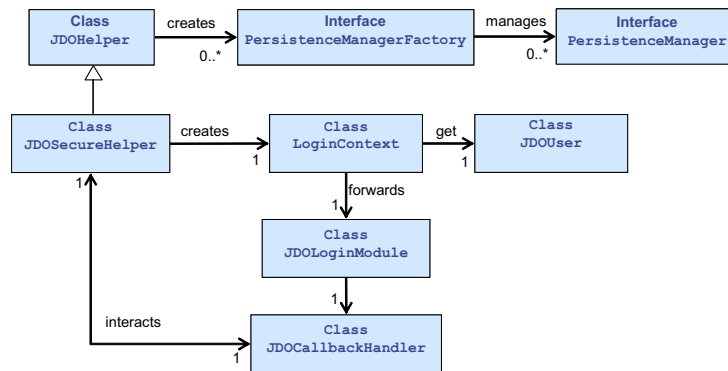 Class
JDOHelper
creates
0..*
Interface
PersistenceManagerFactory
manages
0..*
Interface
PersistenceManager
Class
JDOSecureHelper
creates
1
Class
LoginContext
get
1
Class
JDOUser
1
forwards
1
Class
JDOLoginModule
1
interacts
1
Class
JDOCallbackHandler